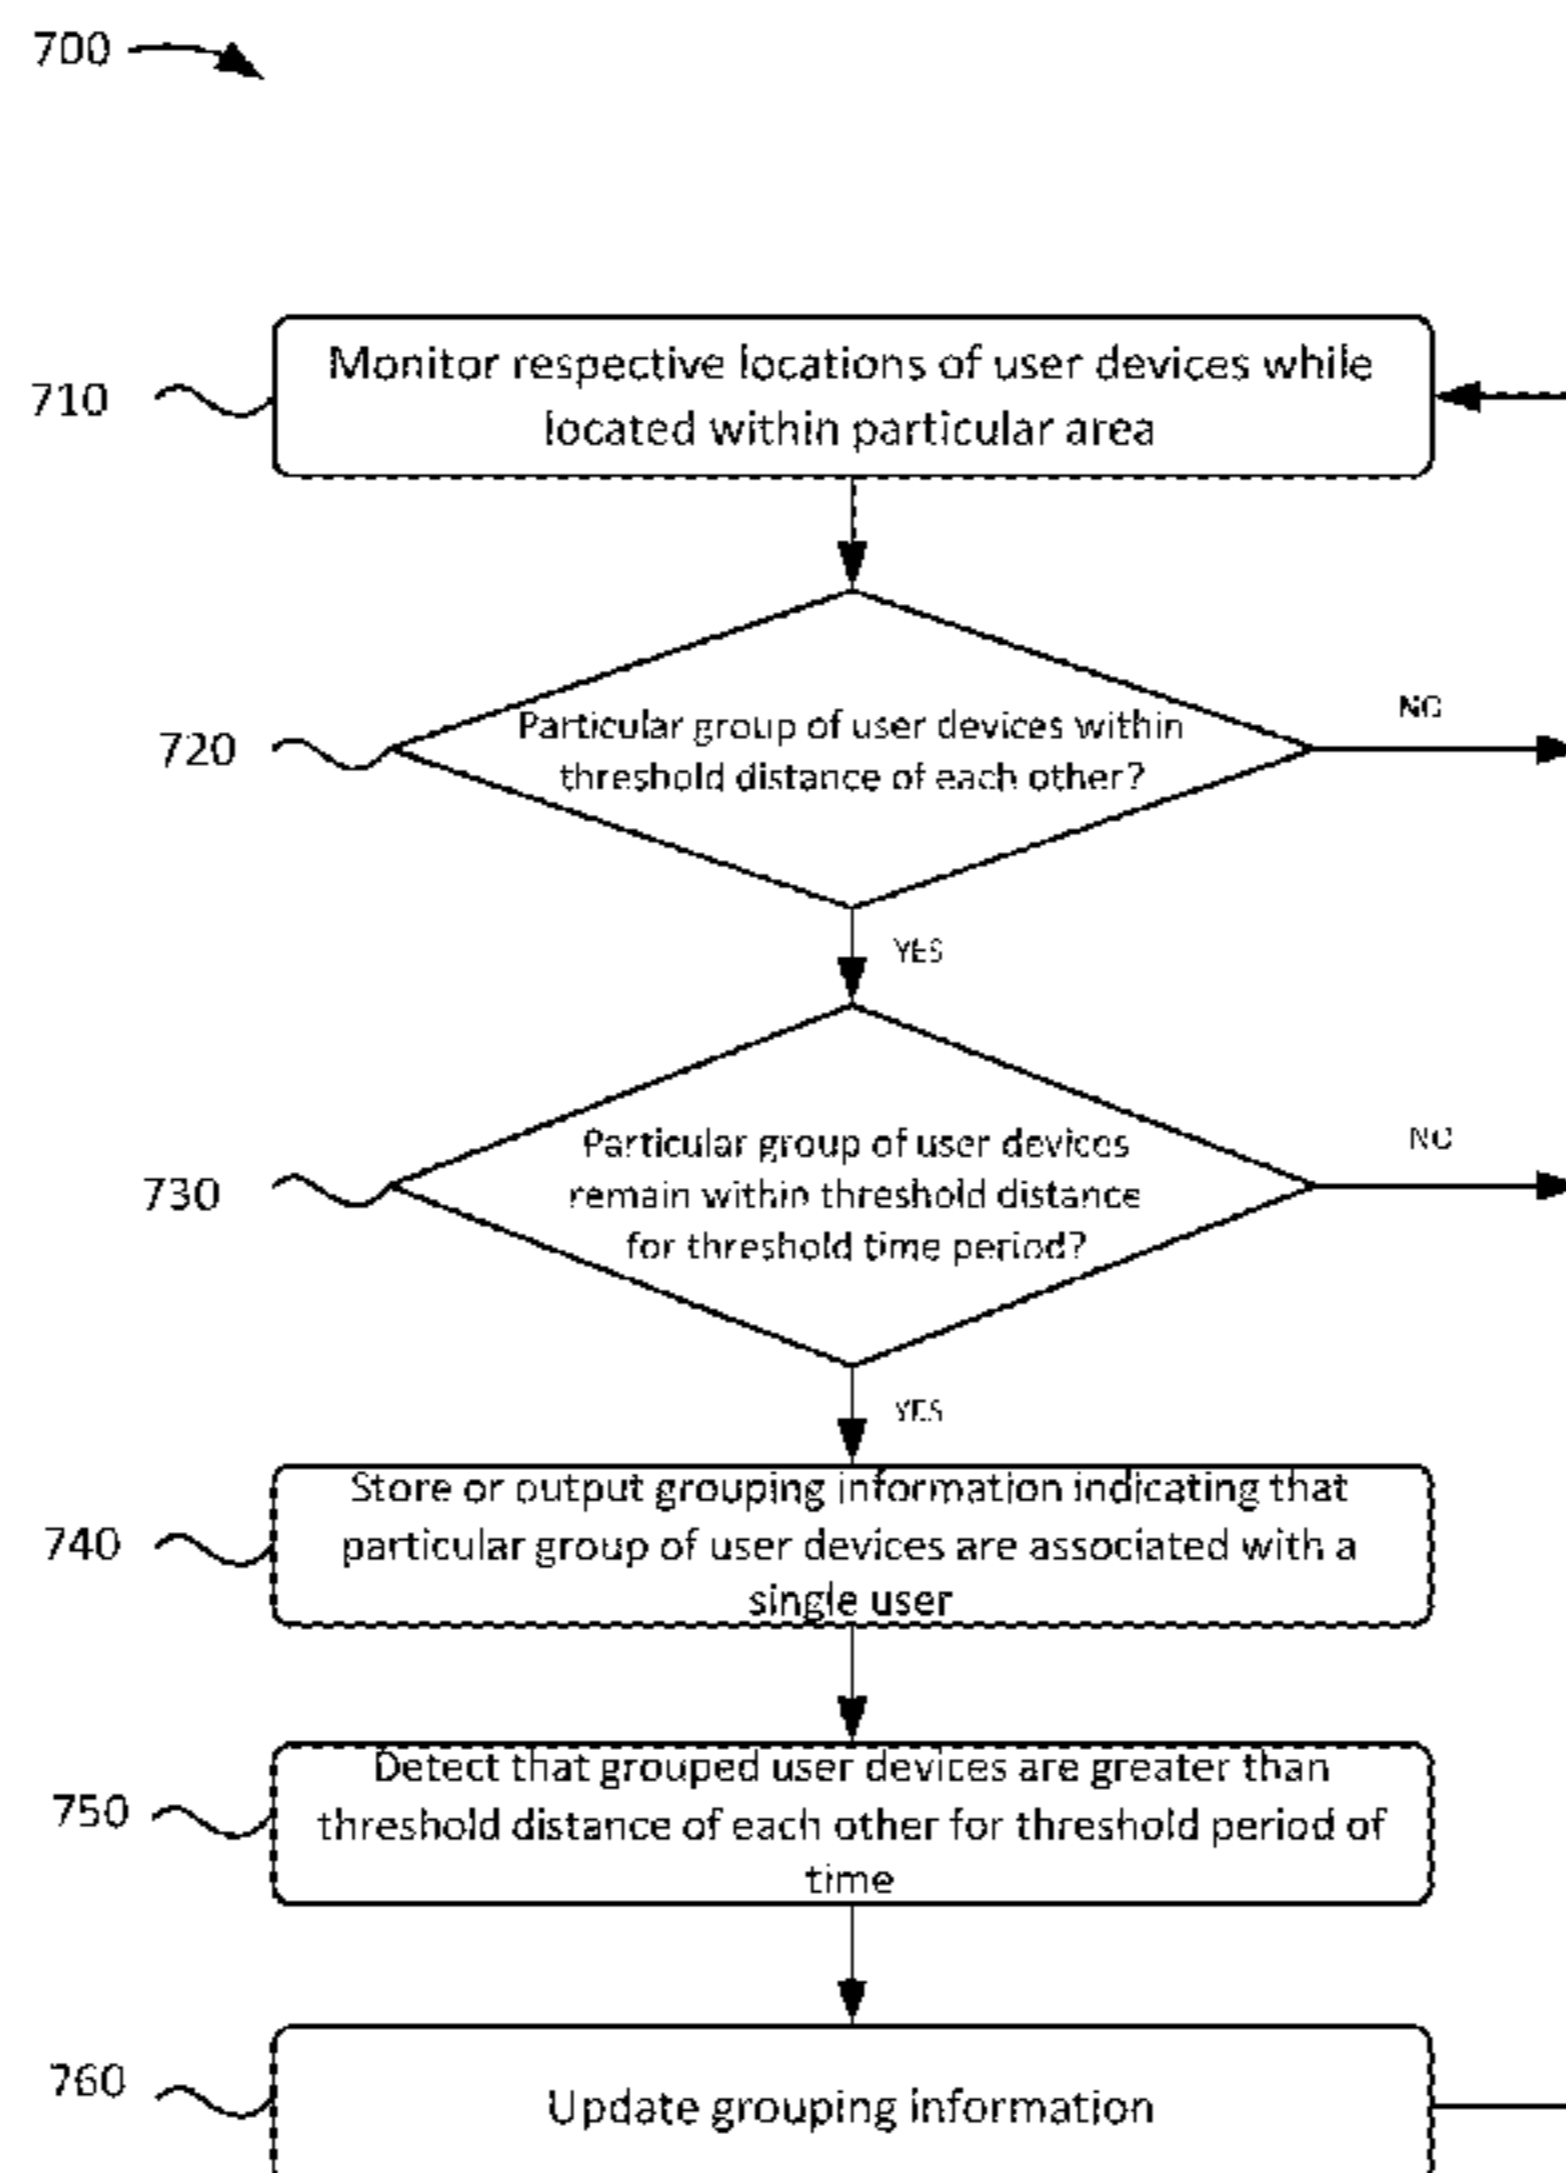 700
710
Monitor respective locations of user devices while
located within particular area
720
Particular group of user devices within
threshold distance of each other?
NO
YES
730
Particular group of user devices
remain within threshold distance
for threshold time period?
NO
YES
740
Store or output grouping information indicating that
particular group of user devices are associated with a
single user
750
Detect that grouped user devices are greater than
threshold distance of each other for threshold period of
time
760
Update grouping information